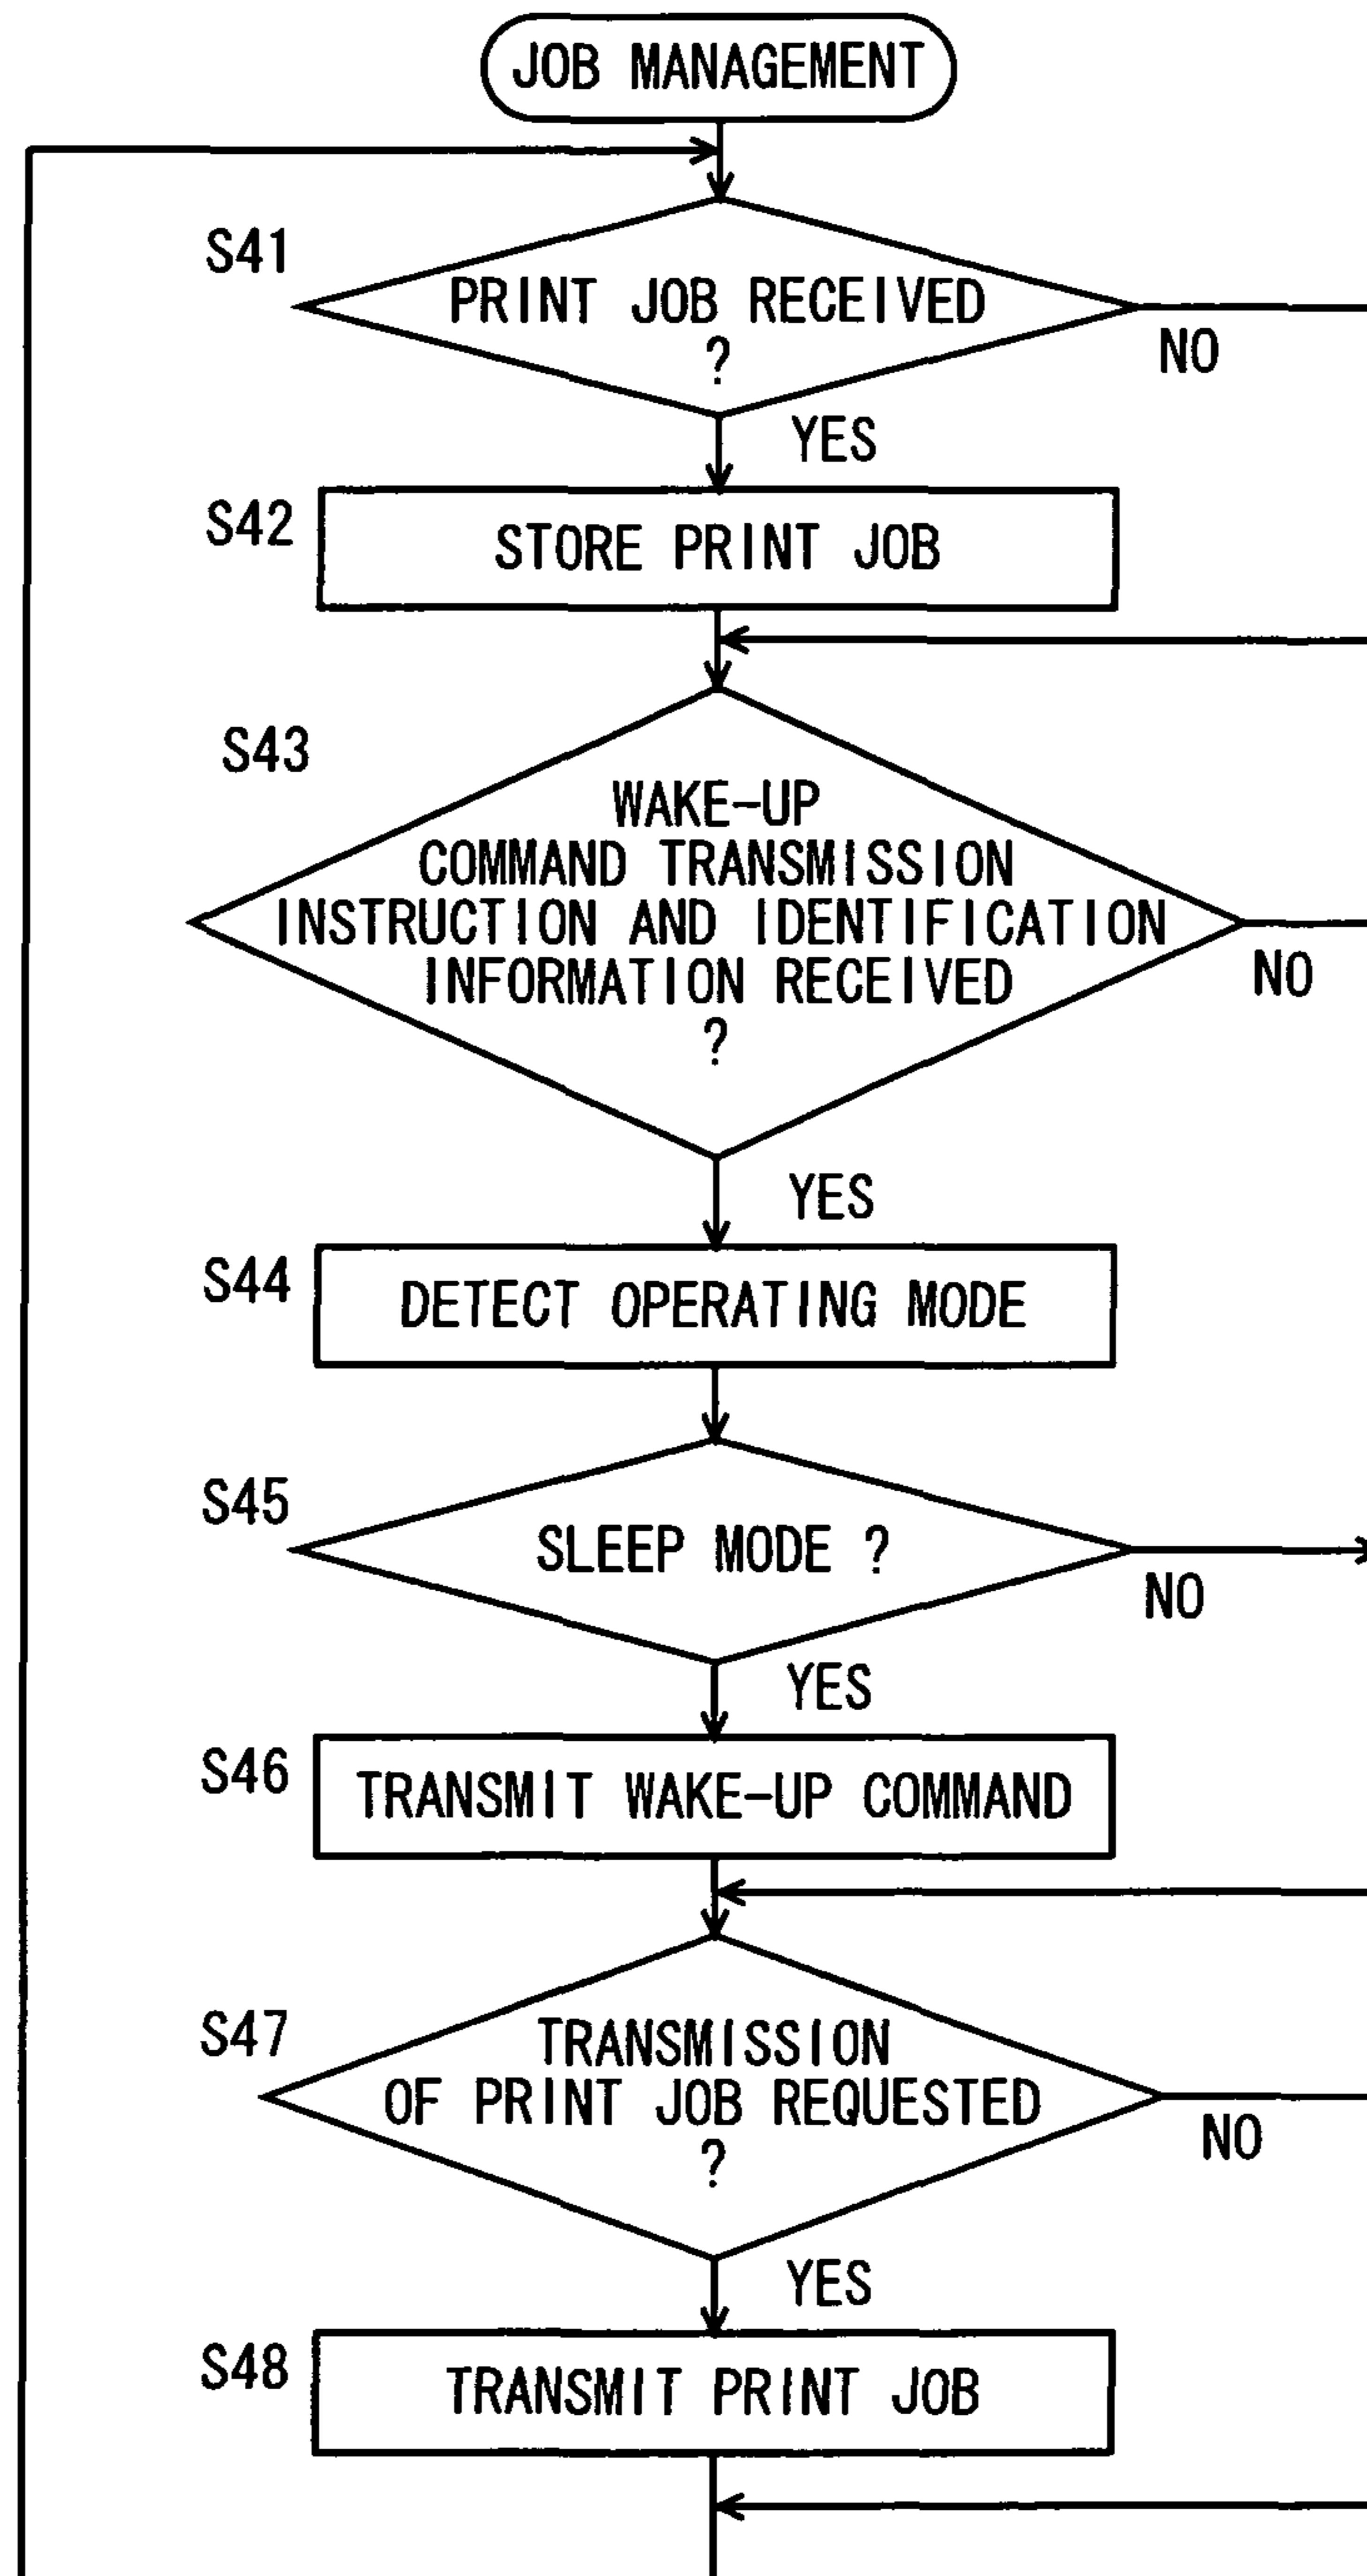 JOB MANAGEMENT
S41
PRINT JOB RECEIVED
?
NO
YES
S42
STORE PRINT JOB
S43
WAKE-UP
COMMAND TRANSMISSION
INSTRUCTION AND IDENTIFICATION
INFORMATION RECEIVED
?
NO
YES
S44
DETECT OPERATING MODE
S45
SLEEP MODE ?
NO
YES
S46
TRANSMIT WAKE-UP COMMAND
S47
TRANSMISSION
OF PRINT JOB REQUESTED
?
NO
YES
S48
TRANSMIT PRINT JOB